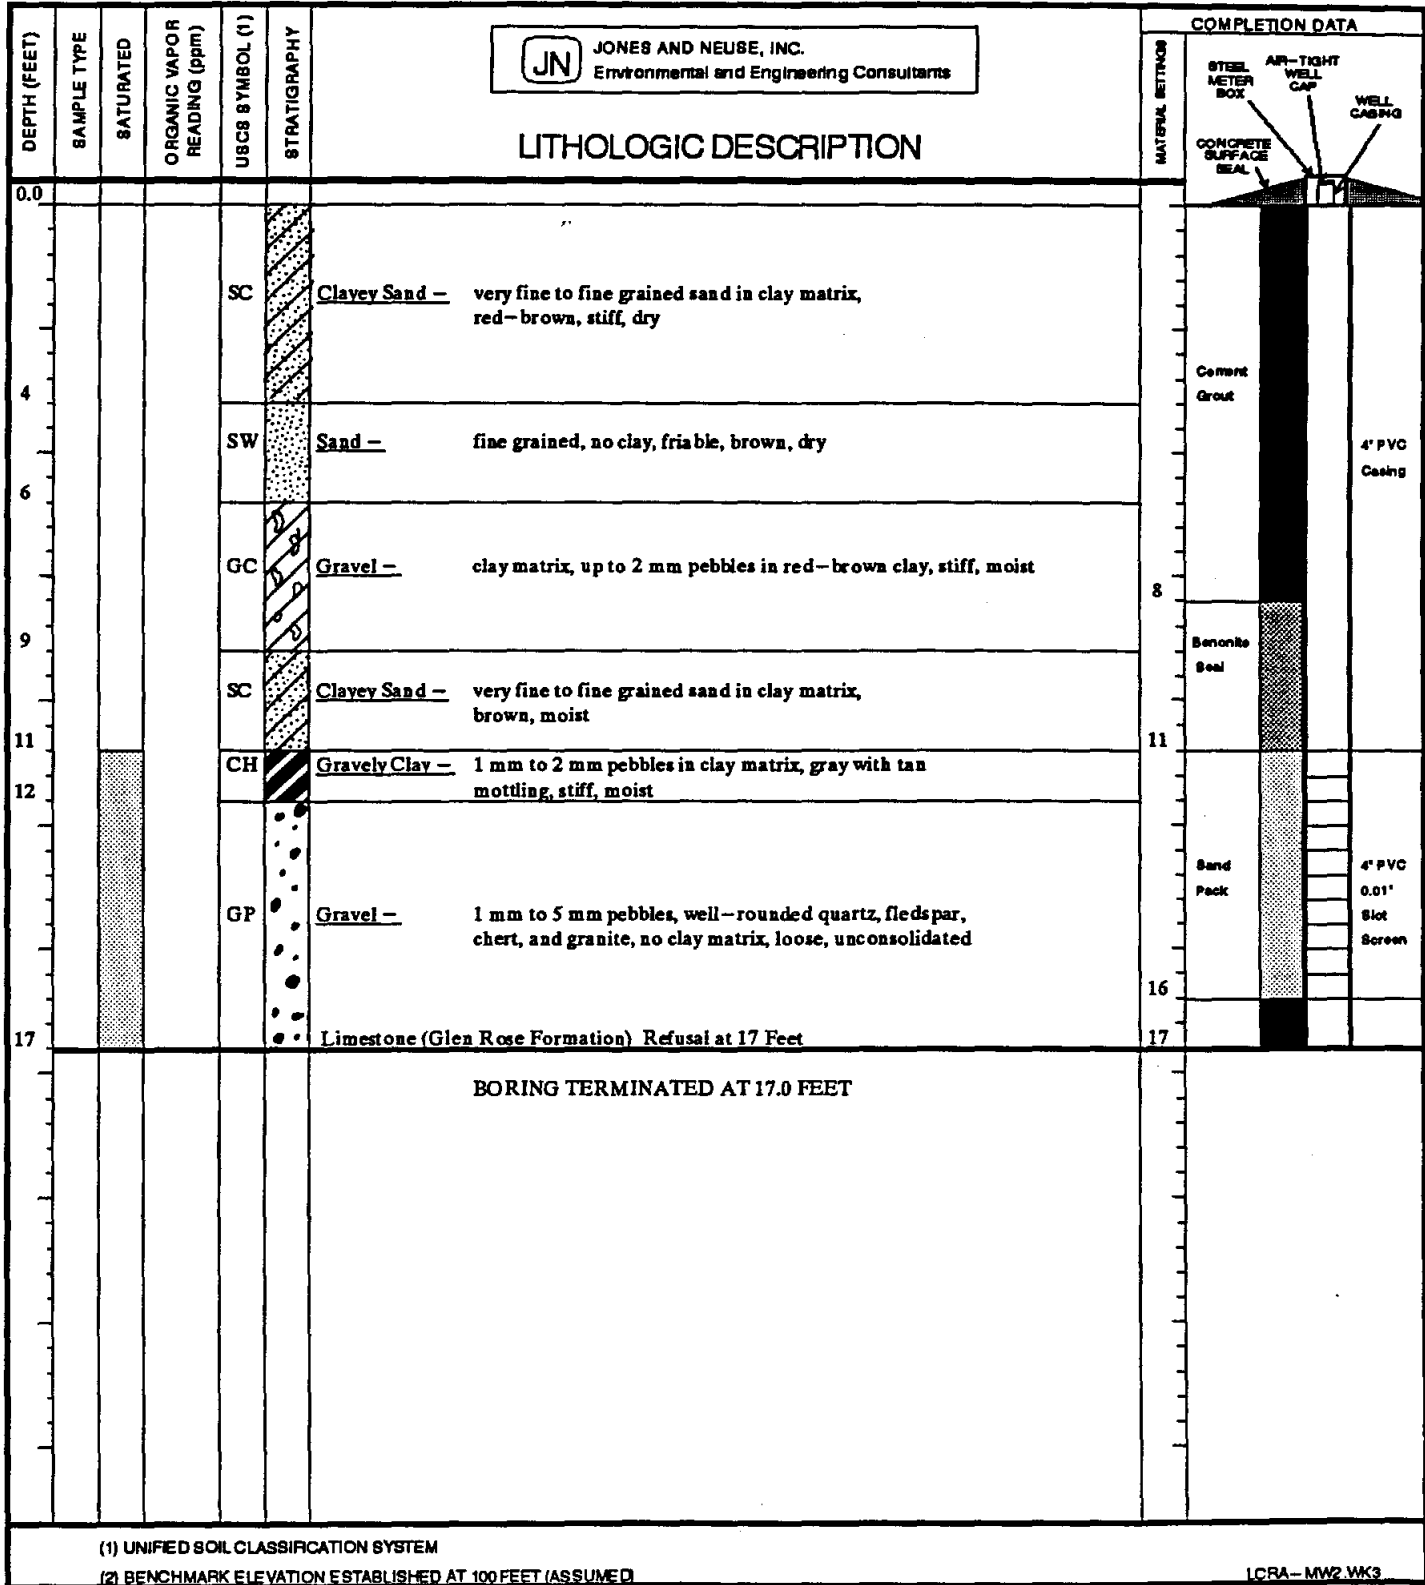 DEPTH (FEET)
SAMPLE TYPE
SATURATED
ORGANIC VAPOR
READING (ppm)
USCS SYMBOL (1)
STRATIGRAPHY
JN
JONES AND NEUSE, INC.
Environmental and Engineering Consultants
LITHOLOGIC DESCRIPTION
MATERIAL SETTINGS
COMPLETION DATA
STEEL
METER
BOX
AIR-TIGHT
WELL
CAP
WELL
CASING
CONCRETE
SURFACE
SEAL
0.0
SC Clayey Sand – very fine to fine grained sand in clay matrix,
red–brown, stiff, dry
Cement
Grout
4
SW Sand – fine grained, no clay, friable, brown, dry
4" PVC
Casing
6
GC Gravel – clay matrix, up to 2 mm pebbles in red–brown clay, stiff, moist
8
9
Benonite
Seal
SC Clayey Sand – very fine to fine grained sand in clay matrix,
brown, moist
11
11
CH Gravely Clay – 1 mm to 2 mm pebbles in clay matrix, gray with tan
mottling, stiff, moist
12
Sand
Pack
4" PVC
0.01"
Slot
Screen
GP Gravel – 1 mm to 5 mm pebbles, well–rounded quartz, fledspar,
chert, and granite, no clay matrix, loose, unconsolidated
16
17 Limestone (Glen Rose Formation) Refusal at 17 Feet 17
BORING TERMINATED AT 17.0 FEET
(1) UNIFIED SOIL CLASSIRCATION SYSTEM
(2) BENCHMARK ELEVATION ESTABLISHED AT 100 FEET (ASSUMED)
LCRA–MW2.WK3